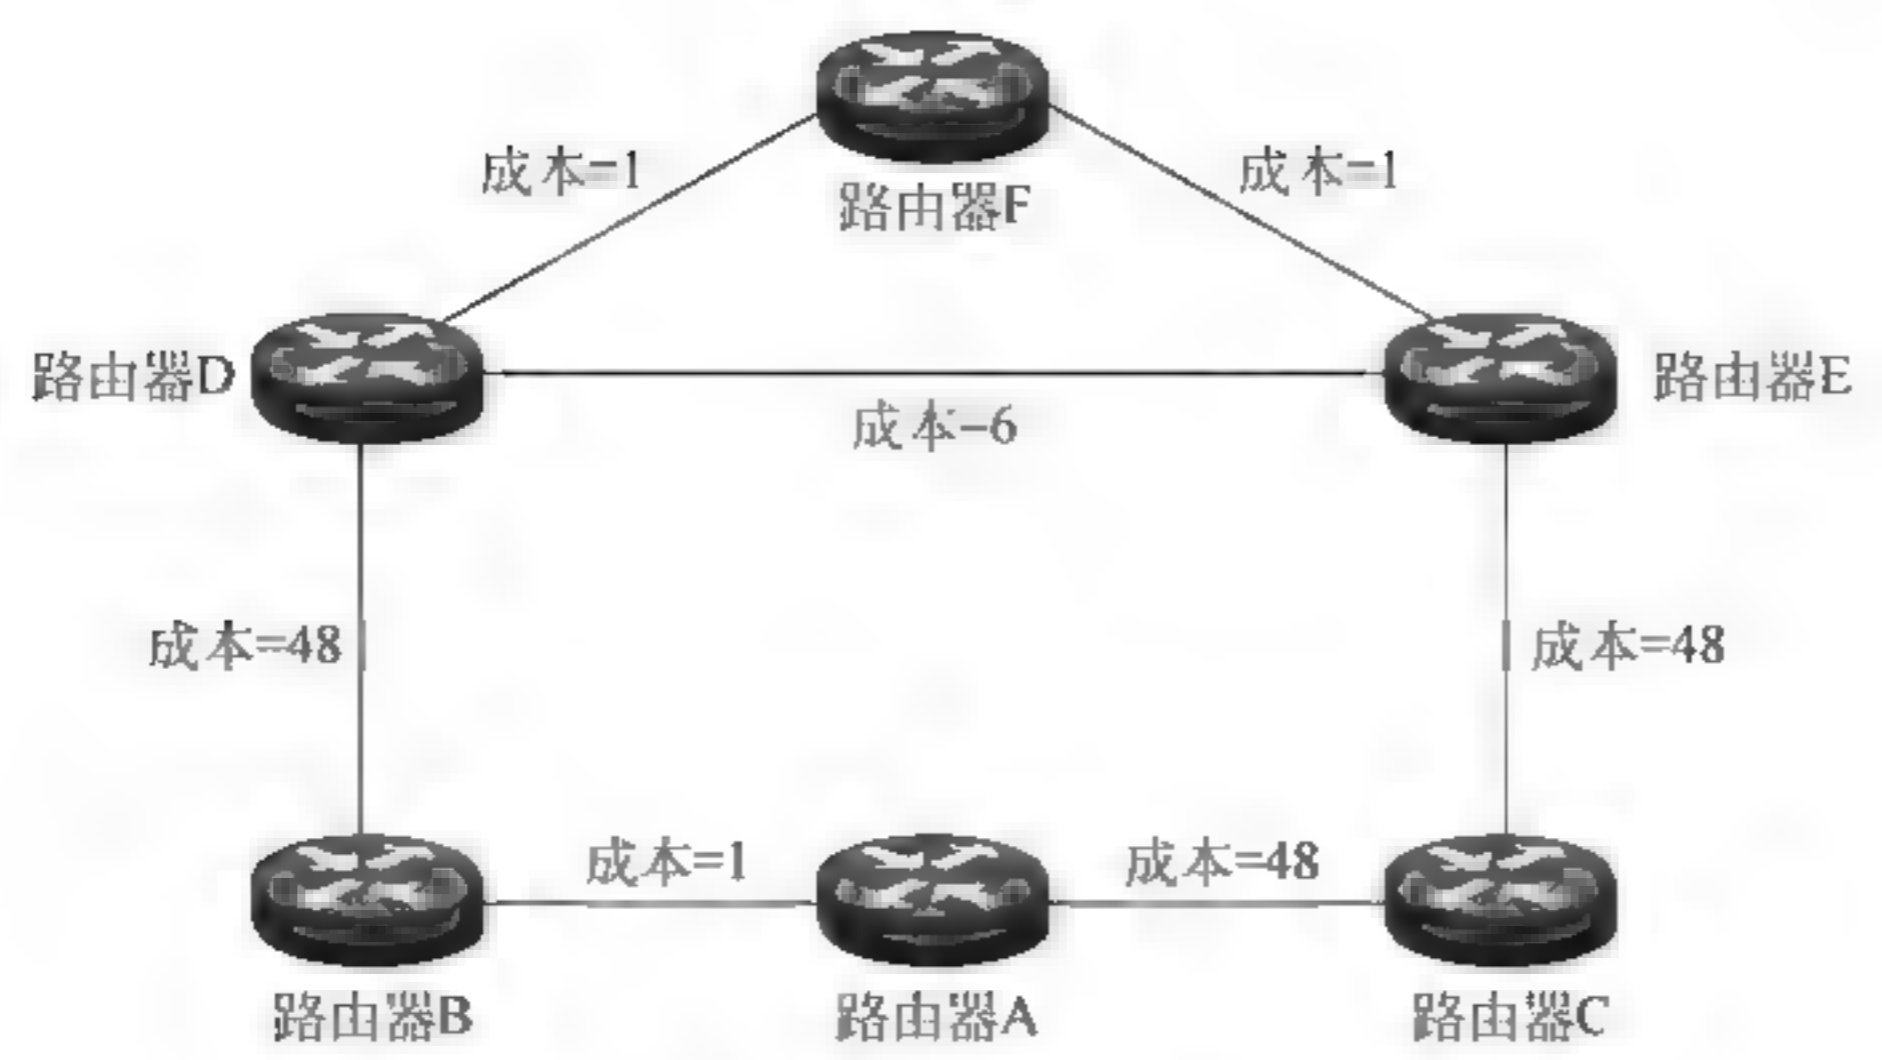 成本=1
成本=1
路由器F
路由器D
路由器E
成本-6
成本=48
成本=48
成本=1
成本=48
路由器B
路由器A
路由器C